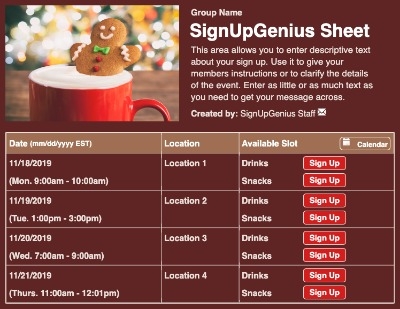 Group Name
SignUpGenius Sheet
This area allows you to enter descriptive text
about your sign up. Use it to give your
members instructions or to clarify the details
of the event. Enter as little or as much text as
you need to get your message across.
Created by: SignUpGenius Staff
Date (mm/dd/yyyy EST) Location Available Slot Calendar
11/18/2019 Location 1 Drinks Sign Up
(Mon. 9:00am - 10:00am) Snacks Sign Up
11/19/2019 Location 2 Drinks Sign Up
(Tue. 1:00pm - 3:00pm) Snacks Sign Up
11/20/2019 Location 3 Drinks Sign Up
(Wed. 7:00am - 9:00am) Snacks Sign Up
11/21/2019 Location 4 Drinks Sign Up
(Thurs. 11:00am - 12:01pm) Snacks Sign Up